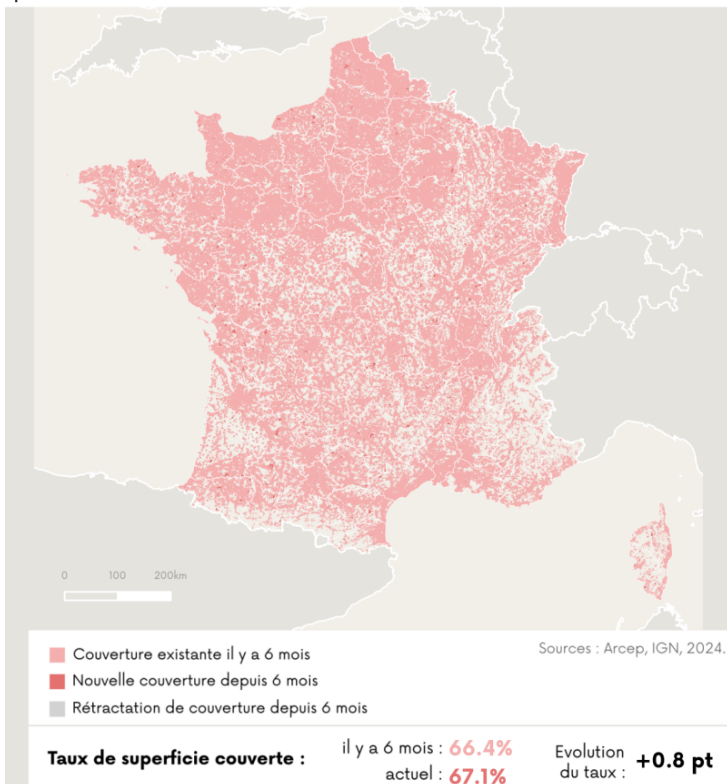 0 100 200km
Couverture existante il y a 6 mois
Sources : Arcep, IGN, 2024.
Nouvelle couverture depuis 6 mois
Rétractation de couverture depuis 6 mois
Taux de superficie couverte :
il y a 6 mois : 66.4%
actuel : 67.1%
Evolution
du taux :
+0.8 pt